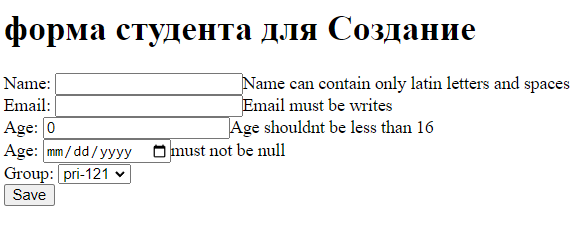 форма студента для Создание
Name: Name can contain only latin letters and spaces
Email: Email must be writes
Age: 0 Age shouldnt be less than 16
Age: mm/dd/yyyy must not be null
Group: pri-121
Save